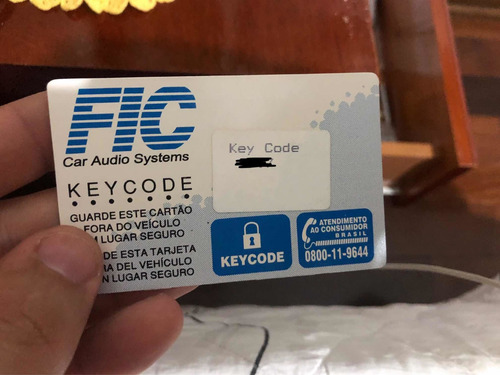 FIC
Car Audio Systems
KEYCODE
GUARDE ESTE CARTÃO
FORA DO VEÍCULO
LUGAR SEGURO
DE ESTA TARJETA
DEL VEHÍCULO
LUGAR SEGURO
Key Code
KEYCODE
ATENDIMENTO
AO CONSUMIDOR
BRASIL
0800-11-9644